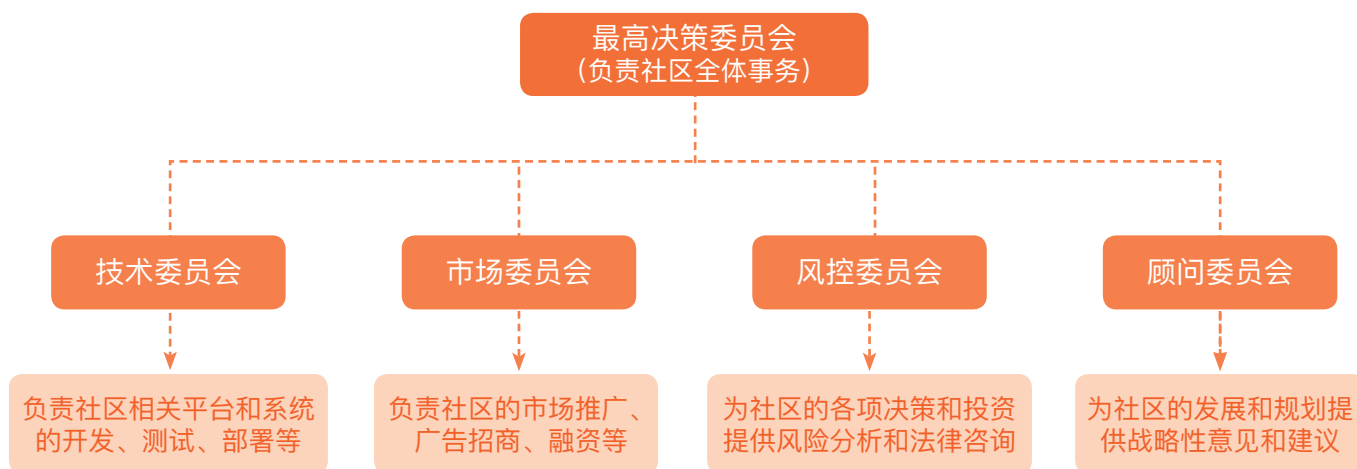 最高决策委员会
（负责社区全体事务）
技术委员会
市场委员会
风控委员会
顾问委员会
负责社区相关平台和系统
的开发、测试、部署等
负责社区的市场推广、
广告招商、融资等
为社区的各项决策和投资
提供风险分析和法律咨询
为社区的发展和规划提
供战略性意见和建议